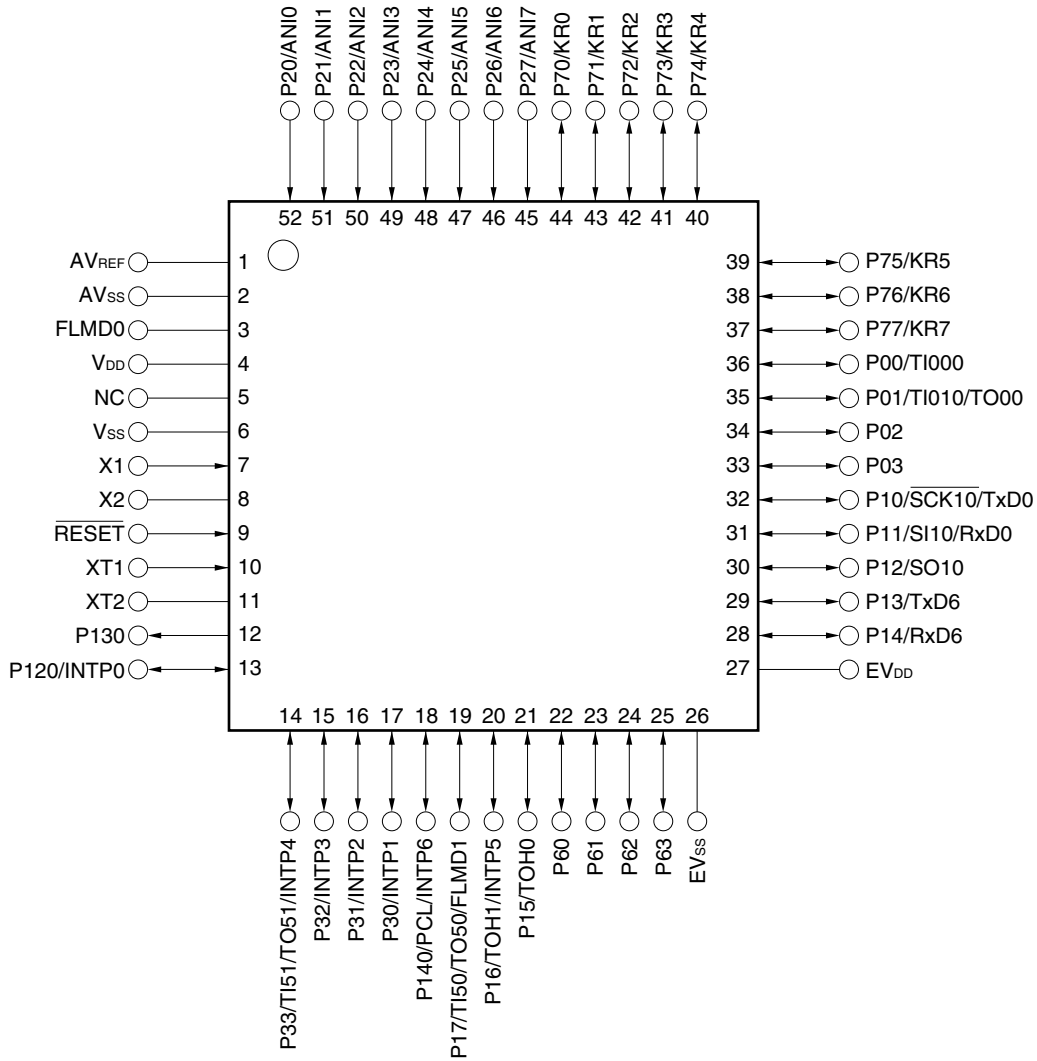 P20/ANI0
P21/ANI1
P22/ANI2
P23/ANI3
P24/ANI4
P25/ANI5
P26/ANI6
P27/ANI7
P70/KR0
P71/KR1
P72/KR2
P73/KR3
P74/KR4
52 51 50 49 48 47 46 45 44 43 42 41 40
AVREF 1
AVSS 2
FLMD0 3
VDD 4
NC 5
VSS 6
X1 7
X2 8
RESET 9
XT1 10
XT2 11
P130 12
P120/INTP0 13
39 P75/KR5
38 P76/KR6
37 P77/KR7
36 P00/TI000
35 P01/TI010/TO00
34 P02
33 P03
32 P10/SCK10/TxD0
31 P11/SI10/RxD0
30 P12/SO10
29 P13/TxD6
28 P14/RxD6
27 EVDD
14 15 16 17 18 19 20 21 22 23 24 25 26
P33/TI51/TO51/INTP4
P32/INTP3
P31/INTP2
P30/INTP1
P140/PCL/INTP6
P17/TI50/TO50/FLMD1
P16/TOH1/INTP5
P15/TOH0
P60
P61
P62
P63
EVSS